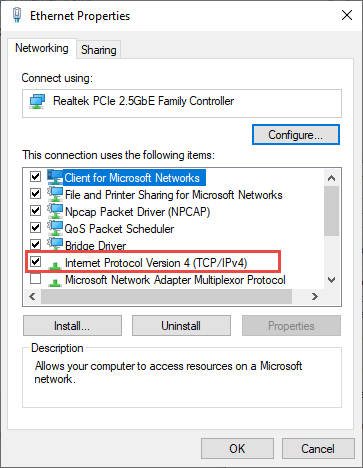 Ethernet Properties
Networking
Sharing
Connect using:
Realtek PCIe 2.5GbE Family Controller
Configure...
This connection uses the following items:
Client for Microsoft Networks
File and Printer Sharing for Microsoft Networks
Npcap Packet Driver (NPCAP)
QoS Packet Scheduler
Bridge Driver
Internet Protocol Version 4 (TCP/IPv4)
Microsoft Network Adapter Multiplexor Protocol
Install...
Uninstall
Properties
Description
Allows your computer to access resources on a Microsoft
network.
OK
Cancel